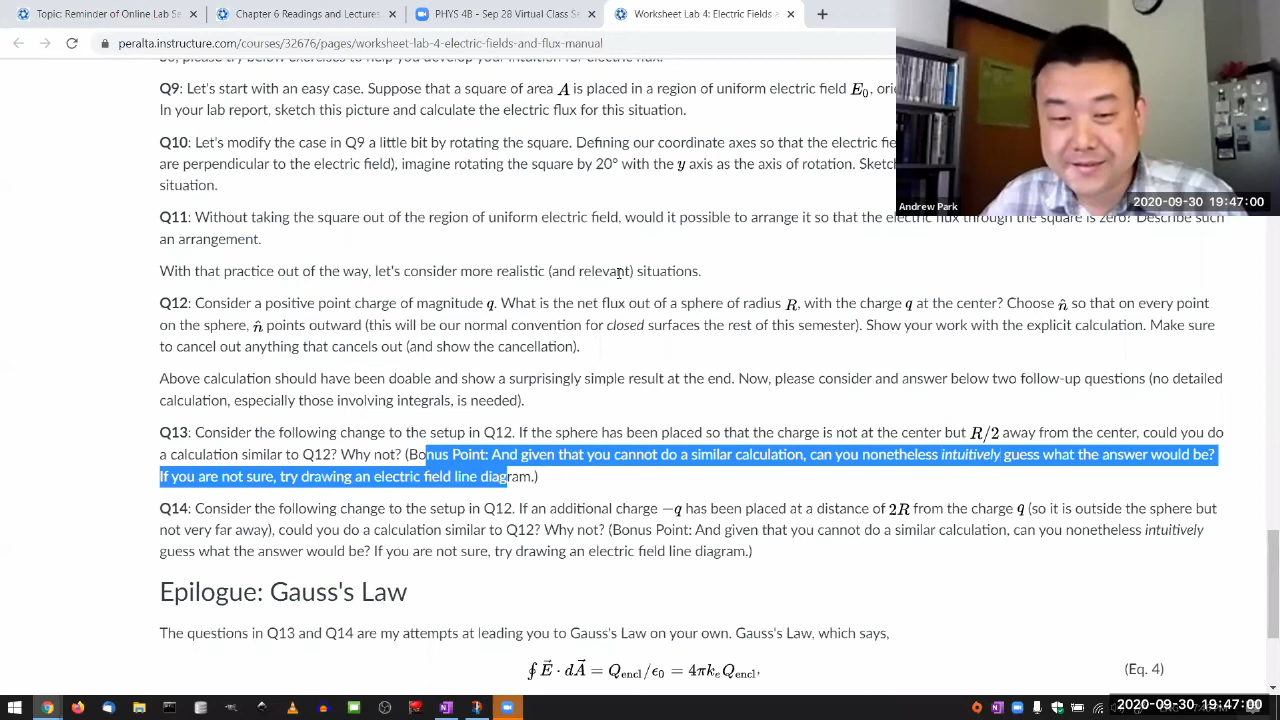 Topic: Reminder of Online Lab Se
Chapter 6 Readings and Lectures
PHYS 4B - Sep 28 Virtual Class Se
Worksheet Lab 4: Electric Fields a
peralta.instructure.com/courses/32676/pages/worksheet-lab-4-electric-fields-and-flux-manual
So, please try below exercises to help you develop your intuition for electric flux.
Q9: Let's start with an easy case. Suppose that a square of area A is placed in a region of uniform electric field E₀, orie
In your lab report, sketch this picture and calculate the electric flux for this situation.
Q10: Let's modify the case in Q9 a little bit by rotating the square. Defining our coordinate axes so that the electric fie
are perpendicular to the electric field), imagine rotating the square by 20° with the y axis as the axis of rotation. Sketc
situation.
Q11: Without taking the square out of the region of uniform electric field, would it possible to arrange it so that the electric flux through the square is zero? Describe such
an arrangement.
With that practice out of the way, let's consider more realistic (and relevant) situations.
Q12: Consider a positive point charge of magnitude q. What is the net flux out of a sphere of radius R, with the charge q at the center? Choose n̂ so that on every point
on the sphere, n̂ points outward (this will be our normal convention for closed surfaces the rest of this semester). Show your work with the explicit calculation. Make sure
to cancel out anything that cancels out (and show the cancellation).
Above calculation should have been doable and show a surprisingly simple result at the end. Now, please consider and answer below two follow-up questions (no detailed
calculation, especially those involving integrals, is needed).
Q13: Consider the following change to the setup in Q12. If the sphere has been placed so that the charge is not at the center but R/2 away from the center, could you do
a calculation similar to Q12? Why not? (Bonus Point: And given that you cannot do a similar calculation, can you nonetheless intuitively guess what the answer would be?
If you are not sure, try drawing an electric field line diagram.)
Q14: Consider the following change to the setup in Q12. If an additional charge −q has been placed at a distance of 2R from the charge q (so it is outside the sphere but
not very far away), could you do a calculation similar to Q12? Why not? (Bonus Point: And given that you cannot do a similar calculation, can you nonetheless intuitively
guess what the answer would be? If you are not sure, try drawing an electric field line diagram.)
Epilogue: Gauss's Law
The questions in Q13 and Q14 are my attempts at leading you to Gauss's Law on your own. Gauss's Law, which says,
∮ E⃗ · dA⃗ = Q_encl/ϵ₀ = 4πk_e Q_encl, (Eq. 4)
Andrew Park
2020-09-30 19:47:00
2020-09-30 19:47:00